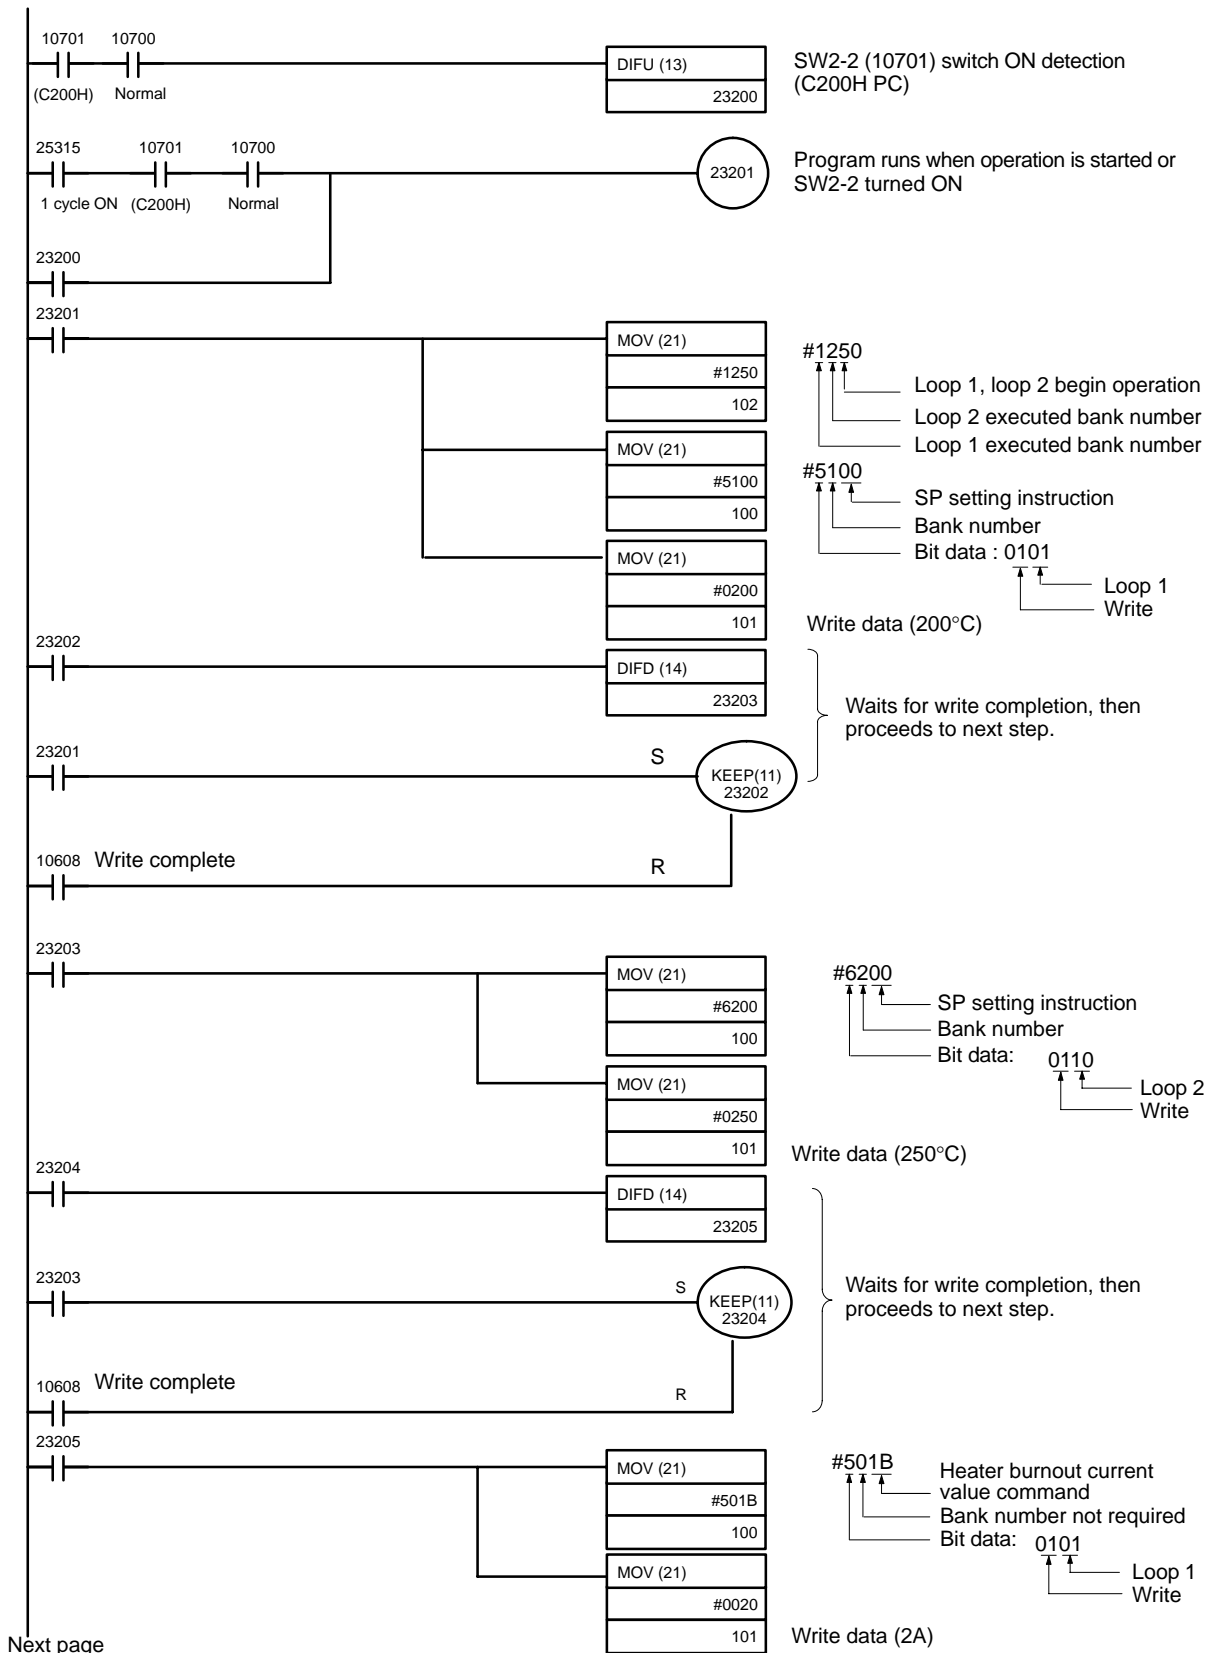 10701 10700
DIFU (13)
SW2-2 (10701) switch ON detection
(C200H) Normal
(C200H PC)
23200
25315 10701 10700
23201
Program runs when operation is started or
SW2-2 turned ON
1 cycle ON (C200H) Normal
23200
23201
MOV (21)
#1250
102
#1250
Loop 1, loop 2 begin operation
Loop 2 executed bank number
Loop 1 executed bank number
MOV (21)
#5100
100
#5100
SP setting instruction
Bank number
Bit data : 0101
Loop 1
Write
MOV (21)
#0200
101
Write data (200°C)
23202
DIFD (14)
23203
Waits for write completion, then
proceeds to next step.
23201
S
KEEP(11)
23202
10608 Write complete
R
23203
MOV (21)
#6200
100
#6200
SP setting instruction
Bank number
Bit data: 0110
Loop 2
Write
MOV (21)
#0250
101
Write data (250°C)
23204
DIFD (14)
23205
23203
S
KEEP(11)
23204
Waits for write completion, then
proceeds to next step.
10608 Write complete
R
23205
MOV (21)
#501B
100
#501B
Heater burnout current
value command
Bank number not required
Bit data: 0101
Loop 1
Write
MOV (21)
#0020
101
Write data (2A)
Next page